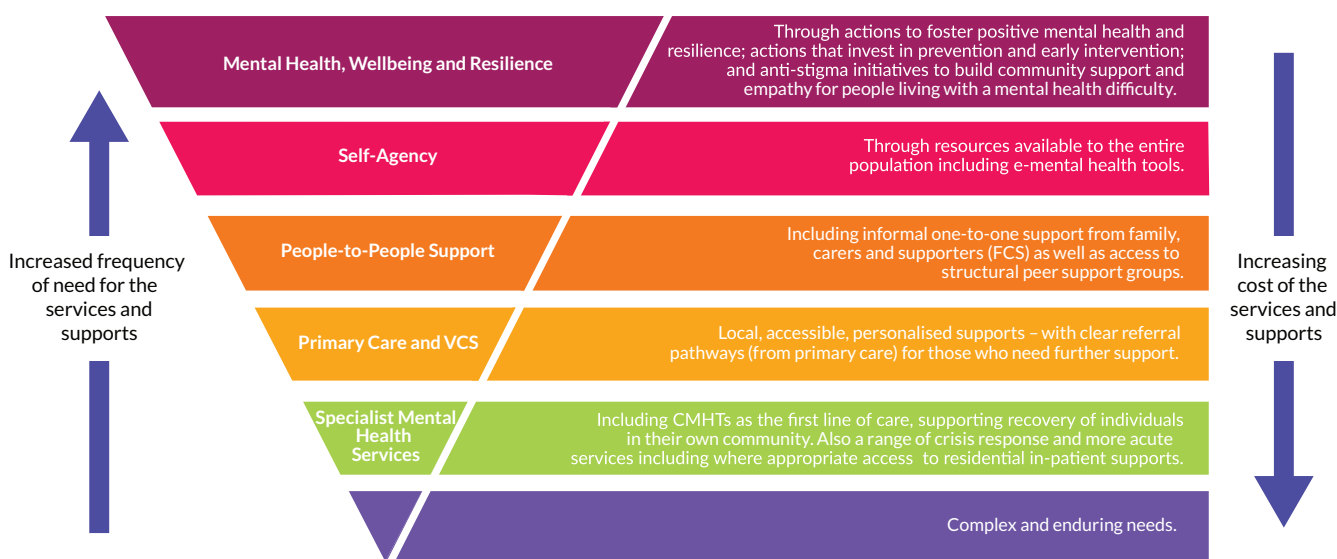 Mental Health, Wellbeing and Resilience
Through actions to foster positive mental health and
resilience; actions that invest in prevention and early intervention;
and anti-stigma initiatives to build community support and
empathy for people living with a mental health difficulty.
Self-Agency
Through resources available to the entire
population including e-mental health tools.
People-to-People Support
Including informal one-to-one support from family,
carers and supporters (FCS) as well as access to
structural peer support groups.
Primary Care and VCS
Local, accessible, personalised supports – with clear referral
pathways (from primary care) for those who need further support.
Specialist Mental
Health
Services
Including CMHTs as the first line of care, supporting recovery of individuals
in their own community. Also a range of crisis response and more acute
services including where appropriate access to residential in-patient supports.
Complex and enduring needs.
Increased frequency
of need for the
services and
supports
Increasing
cost of the
services and
supports